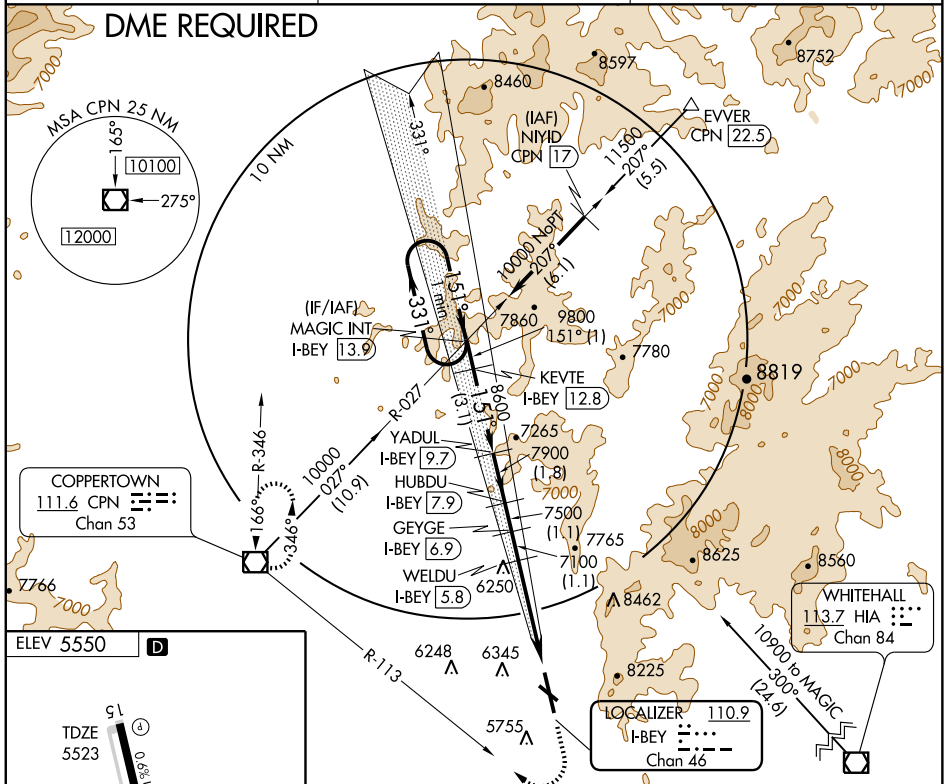 DME REQUIRED
MSA CPN 25 NM
165°
10100
275°
12000
10 NM
7000
8460
8597
8752
7000
331°
(IAF)
NIYID
CPN 17
11500
207°
(5.5)
EVVER
CPN 22.5
10000 NoPT
207°
(6.1)
(IF/IAF)
MAGIC INT
I-BEY 13.9
331°
1 min
151°
7860
9800
151° (1)
7780
7000
7000
8819
7000
8000
7000
KEVTE
I-BEY 12.8
8600
151°
(3.1)
R-027
10000
027°
(10.9)
R-346
166°
346°
YADUL
I-BEY 9.7
7265
7900
(1.8)
HUBDU
I-BEY 7.9
7000
7500
(1.1)
GEYGE
I-BEY 6.9
7765
7100
(1.1)
WELDU
I-BEY 5.8
6250
COPPERTOWN
111.6 CPN
Chan 53
7766
7000
8000
8000
8625
8560
8462
WHITEHALL
113.7 HIA
Chan 84
10900 to MAGIC
300°
(24.6)
R-113
6248
6345
8225
5755
LOCALIZER 110.9
I-BEY
Chan 46
ELEV 5550 D
15
P
TDZE
5523
0.6%